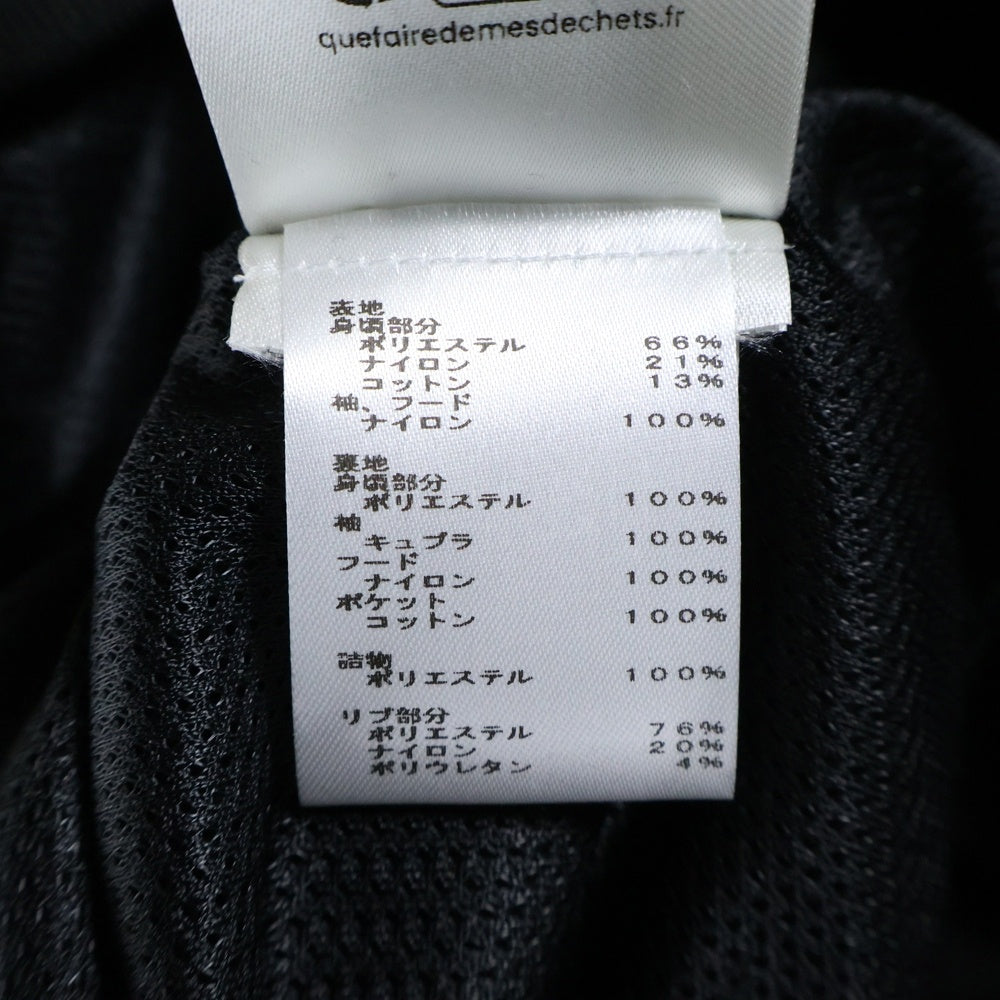 quefairedemesdechets.fr
表地
身頃部分
ポリエステル 66%
ナイロン 21%
コットン 13%
袖、フード
ナイロン 100%
裏地
身頃部分
ポリエステル 100%
袖
キュプラ 100%
フード
ナイロン 100%
ポケット
コットン 100%
詰物
ポリエステル 100%
リブ部分
ポリエステル 76%
ナイロン 20%
ポリウレタン 4%